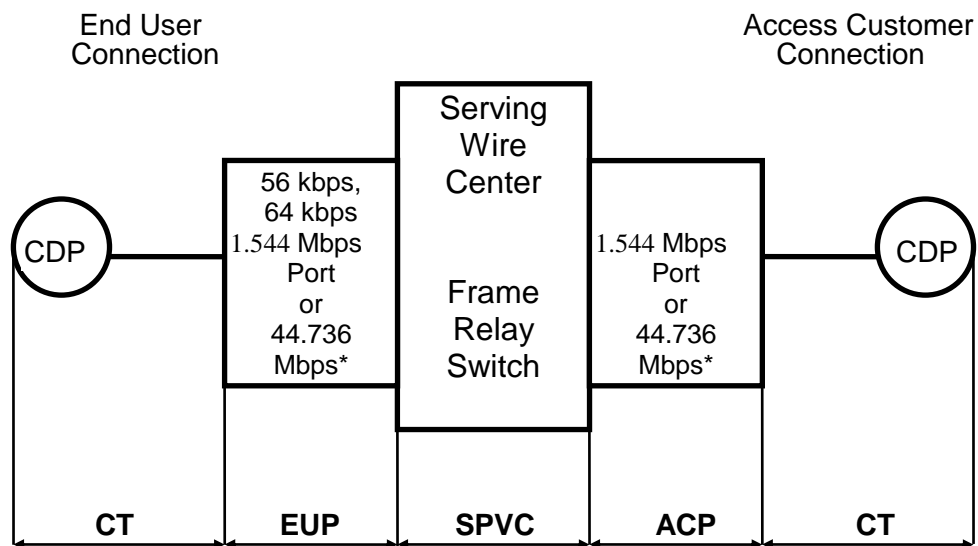 End User
Connection
Access Customer
Connection
Serving
Wire
Center
Frame
Relay
Switch
56 kbps,
64 kbps
1.544 Mbps
Port
or
44.736
Mbps*
1.544 Mbps
Port
or
44.736
Mbps*
CDP
CDP
CT
EUP
SPVC
ACP
CT